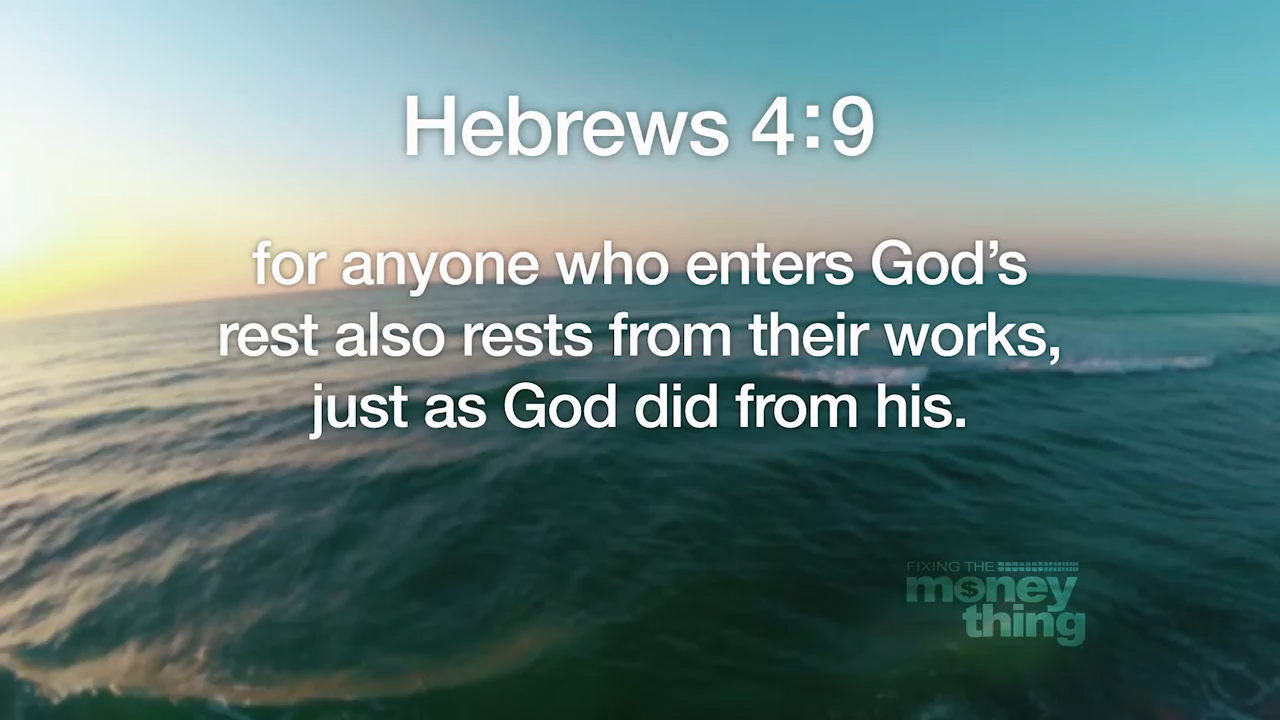 Hebrews 4:9
for anyone who enters God’s
rest also rests from their works,
just as God did from his.
FIXING THE
money
thing